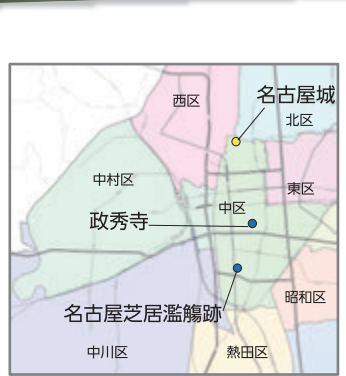 西区
名古屋城
北区
中村区
東区
中区
政秀寺
昭和区
名古屋芝居濫觴跡
中川区
熱田区